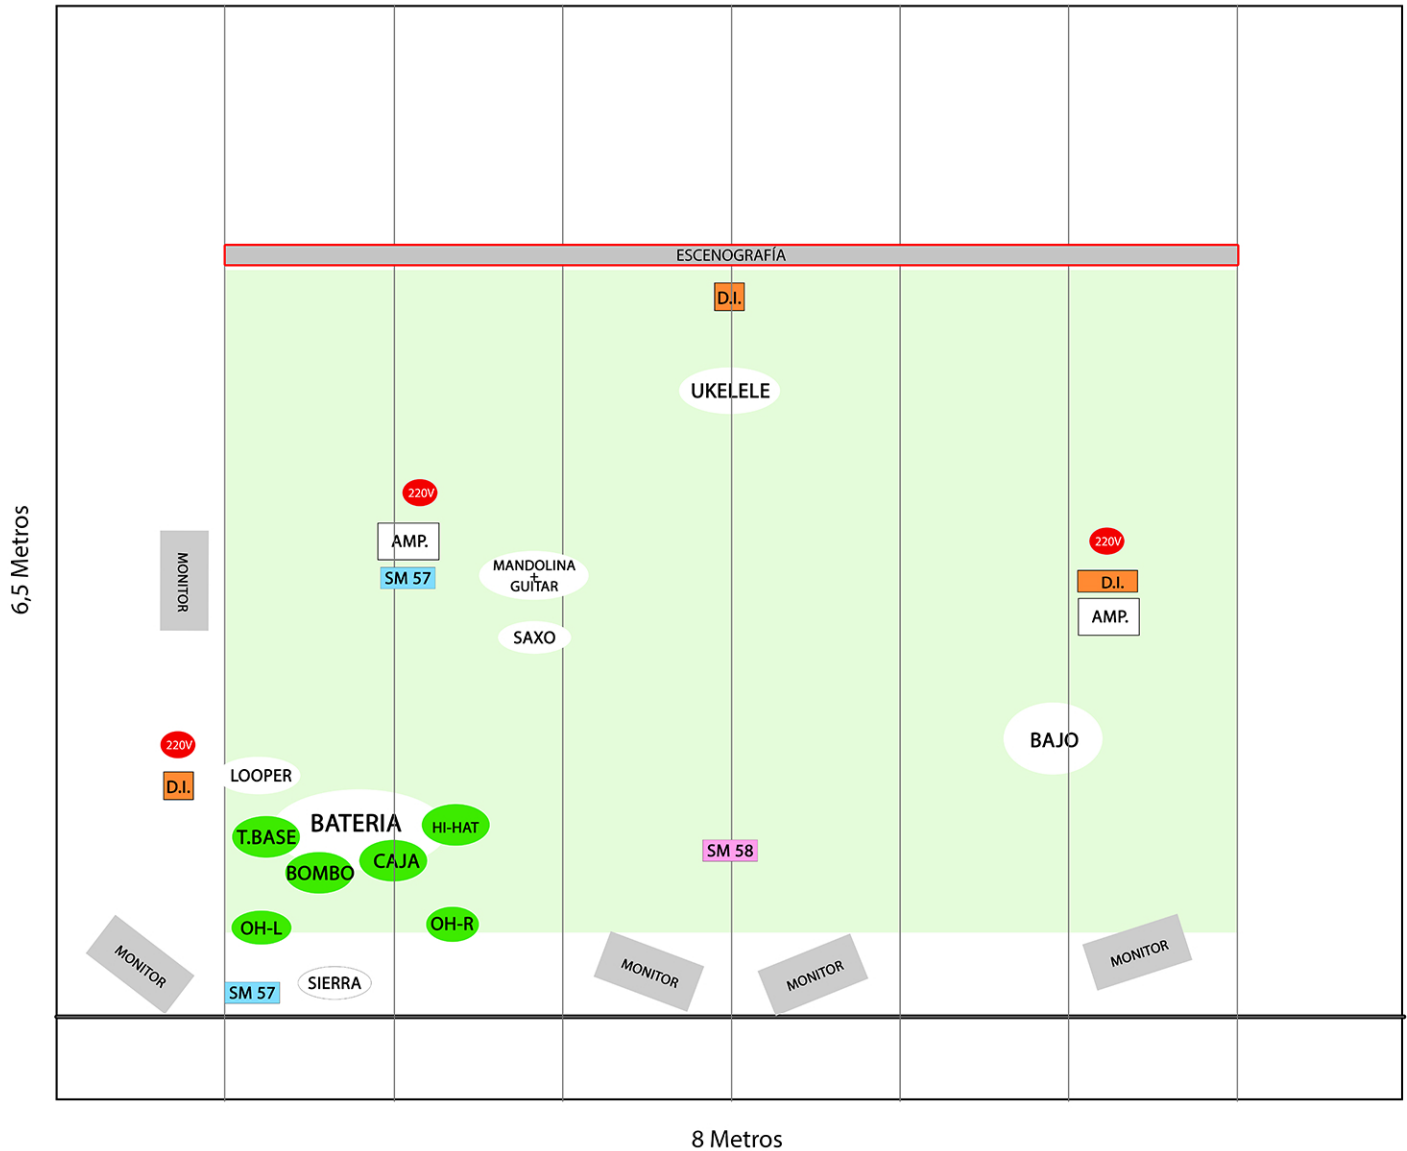 ESCENOGRAFÍA
D.I.
UKELELE
220V
AMP.
SM 57
MANDOLINA
+
GUITAR
SAXO
MONITOR
220V
D.I.
AMP.
6,5 Metros
BAJO
220V
D.I.
LOOPER
BATERIA
T.BASE
HI-HAT
BOMBO
CAJA
SM 58
OH-L
OH-R
MONITOR
SM 57
SIERRA
MONITOR
MONITOR
MONITOR
8 Metros